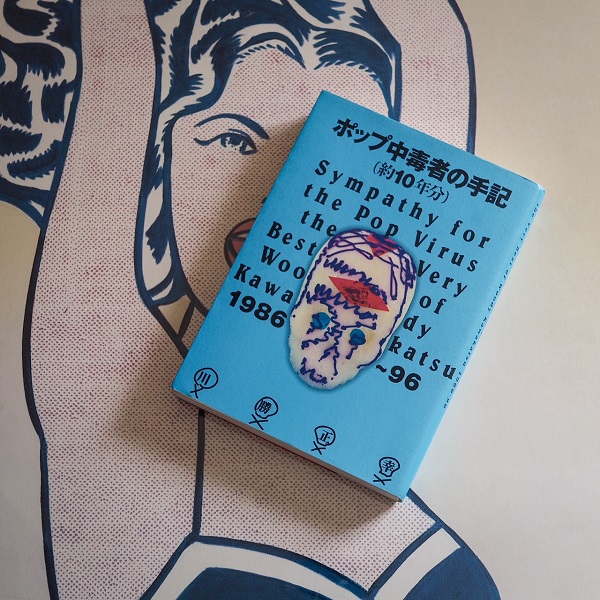 ポップ中毒者の手記
(約10年分)
Sympathy for
the Pop Virus
the Very
Best of
Woo dy
Kawa katsu
1986 ~96
川 勝 正 幸